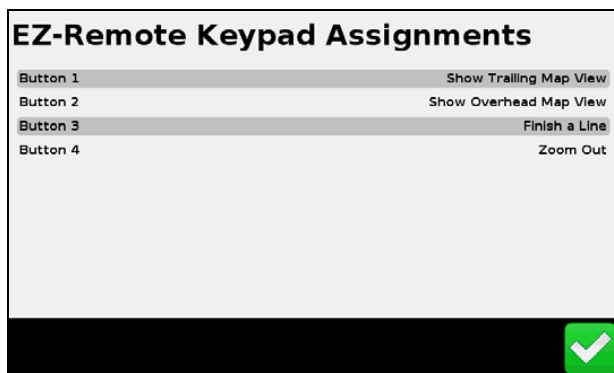 EZ-Remote Keypad Assignments
Button 1 Show Trailing Map View
Button 2 Show Overhead Map View
Button 3 Finish a Line
Button 4 Zoom Out